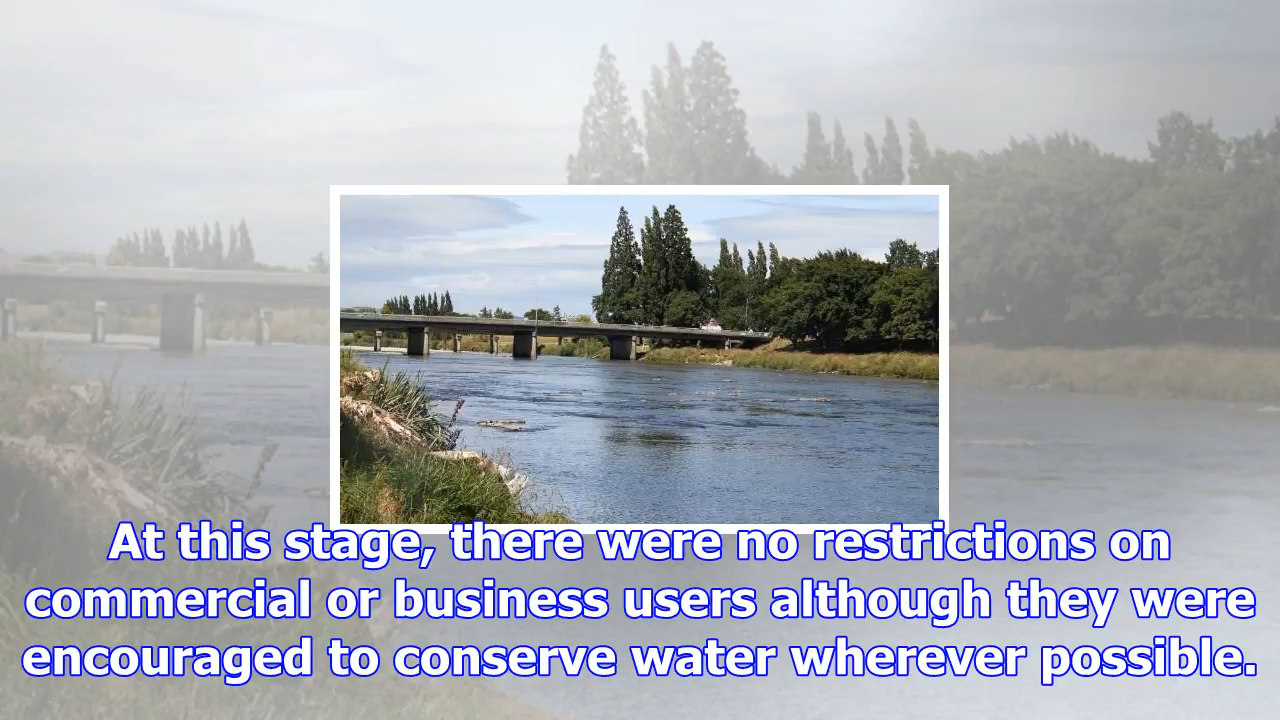 At this stage, there were no restrictions on
commercial or business users although they were
encouraged to conserve water wherever possible.